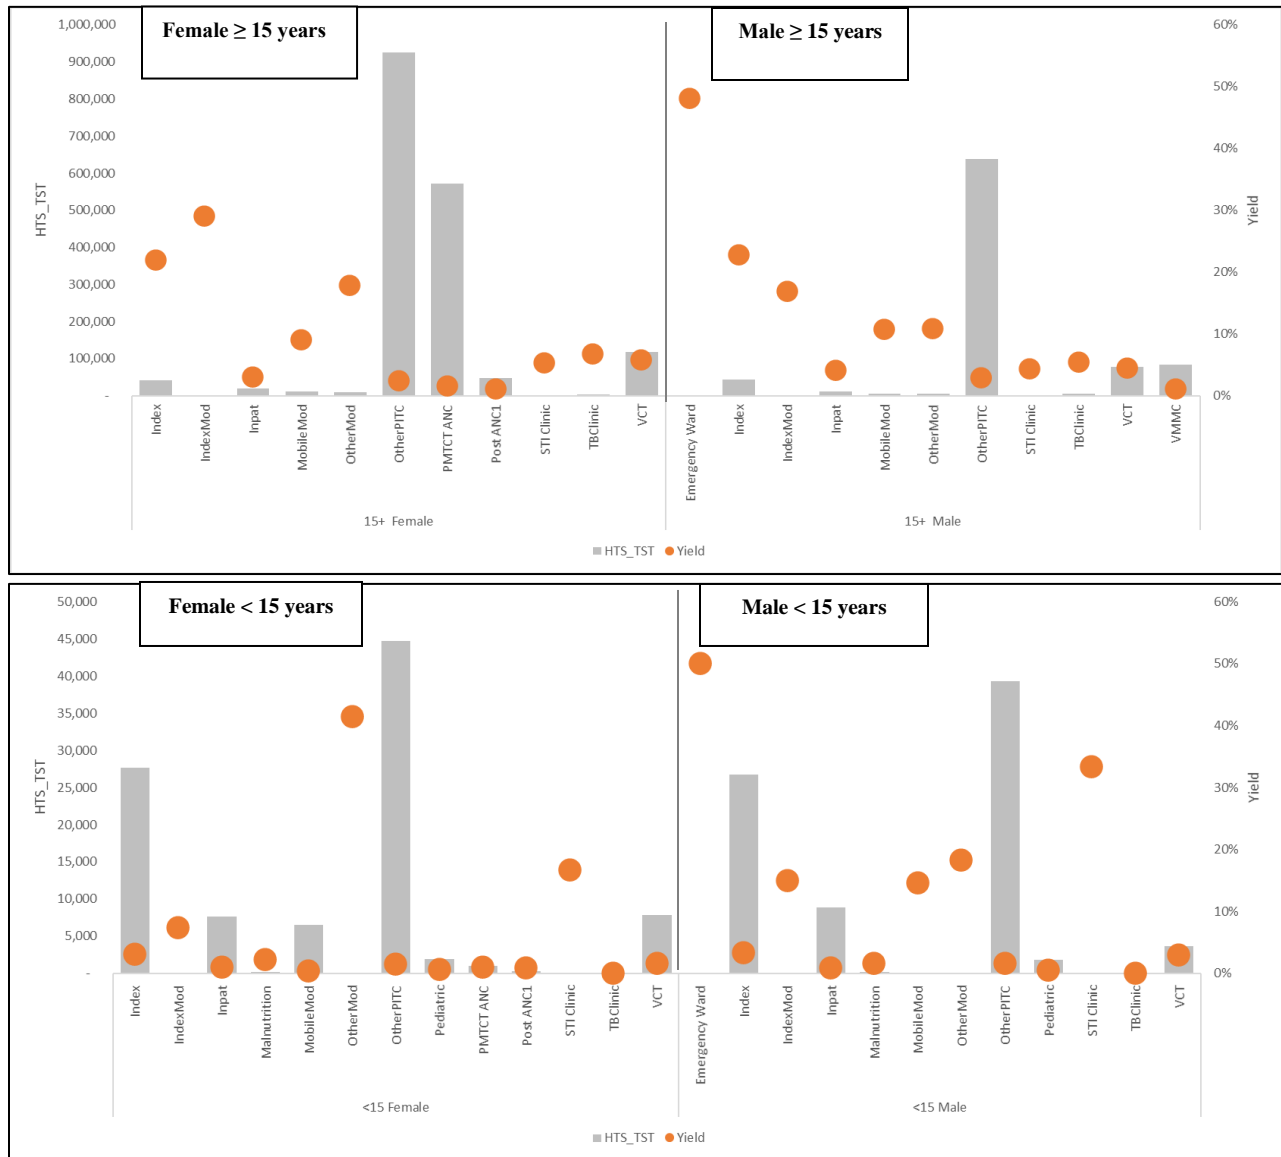 Female ≥ 15 years
Male ≥ 15 years
1,000,000
900,000
800,000
700,000
600,000
500,000
400,000
300,000
200,000
100,000
-
HTS_TST
60%
50%
40%
30%
20%
10%
0%
Yield
Index
IndexMod
Inpat
MobileMod
OtherMod
OtherPITC
PMTCT ANC
Post ANC1
STI Clinic
TBClinic
VCT
Emergency Ward
Index
IndexMod
Inpat
MobileMod
OtherMod
OtherPITC
STI Clinic
TBClinic
VCT
VMMC
15+ Female
15+ Male
HTS_TST Yield
Female < 15 years
Male < 15 years
50,000
45,000
40,000
35,000
30,000
25,000
20,000
15,000
10,000
5,000
-
HTS_TST
60%
50%
40%
30%
20%
10%
0%
Yield
Index
IndexMod
Inpat
Malnutrition
MobileMod
OtherMod
OtherPITC
Pediatric
PMTCT ANC
Post ANC1
STI Clinic
TBClinic
VCT
Emergency Ward
Index
IndexMod
Inpat
Malnutrition
MobileMod
OtherMod
OtherPITC
Pediatric
STI Clinic
TBClinic
VCT
<15 Female
<15 Male
HTS_TST Yield